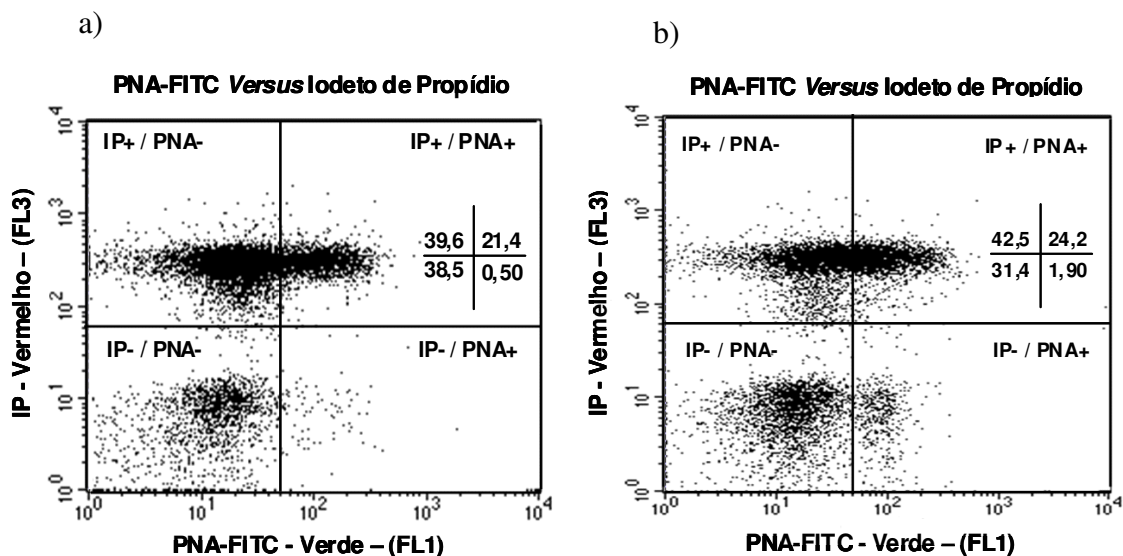 a)
PNA-FITC Versus Iodeto de Propídio
IP - Vermelho – (FL3)
10^4
10^3
10^2
10^1
10^0
IP+ / PNA-
IP+ / PNA+
39,6 21,4
38,5 0,50
IP- / PNA-
IP- / PNA+
10^0 10^1 10^2 10^3 10^4
PNA-FITC - Verde – (FL1)
b)
PNA-FITC Versus Iodeto de Propídio
IP - Vermelho – (FL3)
10^4
10^3
10^2
10^1
10^0
IP+ / PNA-
IP+ / PNA+
42,5 24,2
31,4 1,90
IP- / PNA-
IP- / PNA+
10^0 10^1 10^2 10^3 10^4
PNA-FITC - Verde – (FL1)